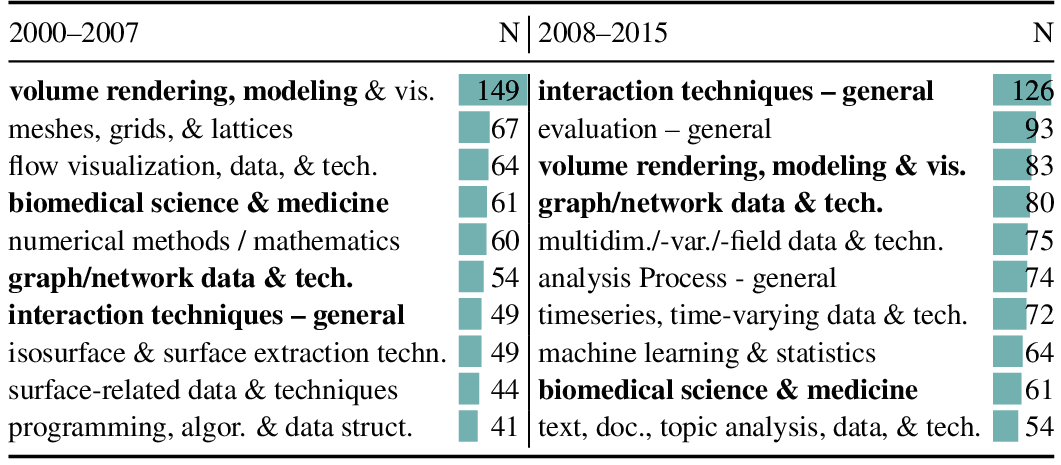 2000–2007 N 2008–2015 N
volume rendering, modeling & vis. 149 interaction techniques – general 126
meshes, grids, & lattices 67 evaluation – general 93
flow visualization, data, & tech. 64 volume rendering, modeling & vis. 83
biomedical science & medicine 61 graph/network data & tech. 80
numerical methods / mathematics 60 multidim./-var./-field data & techn. 75
graph/network data & tech. 54 analysis Process - general 74
interaction techniques – general 49 timeseries, time-varying data & tech. 72
isosurface & surface extraction techn. 49 machine learning & statistics 64
surface-related data & techniques 44 biomedical science & medicine 61
programming, algor. & data struct. 41 text, doc., topic analysis, data, & tech. 54